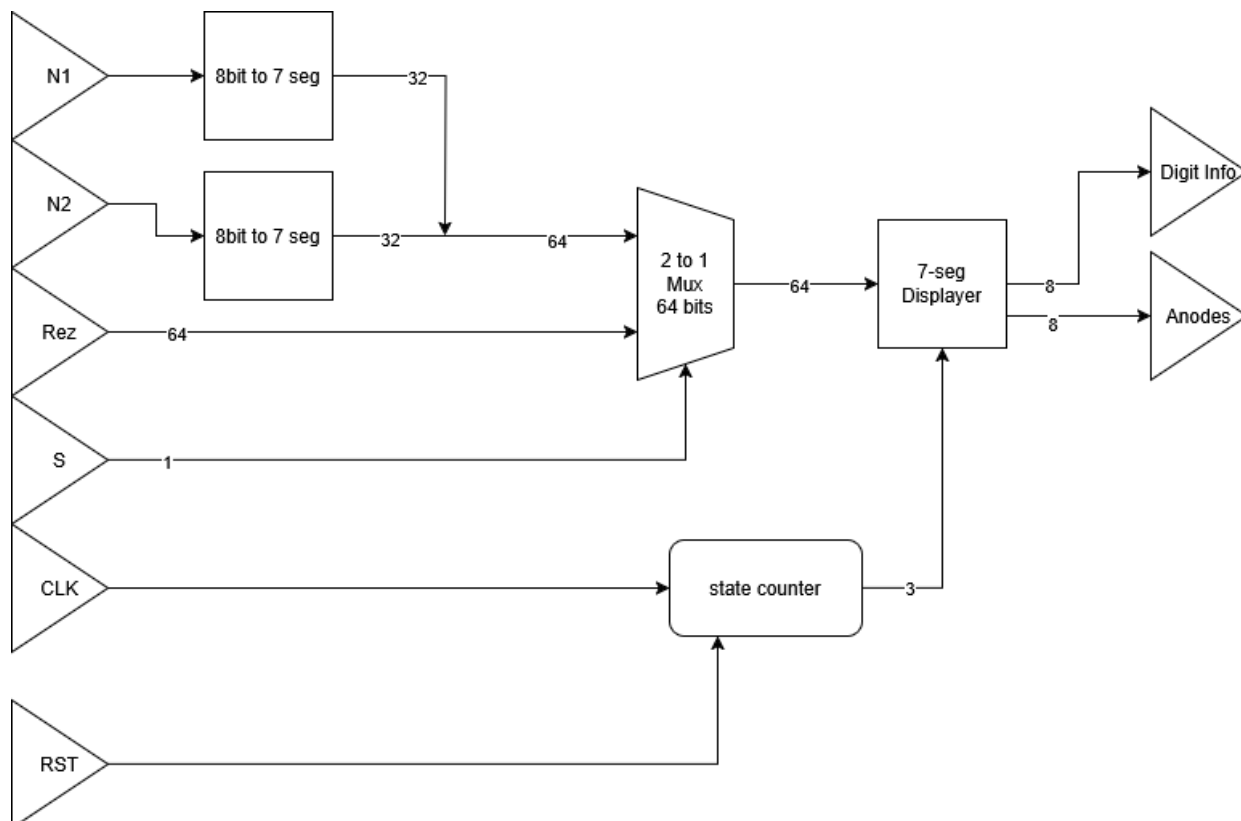 N1
8bit to 7 seg
32
N2
8bit to 7 seg
32
64
2 to 1
Mux
64 bits
64
7-seg
Displayer
8
8
Digit Info
Anodes
Rez
64
S
1
CLK
state counter
3
RST